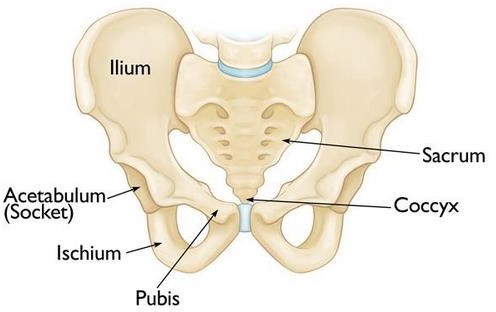 Ilium
Sacrum
Acetabulum
(Socket)
Coccyx
Ischium
Pubis